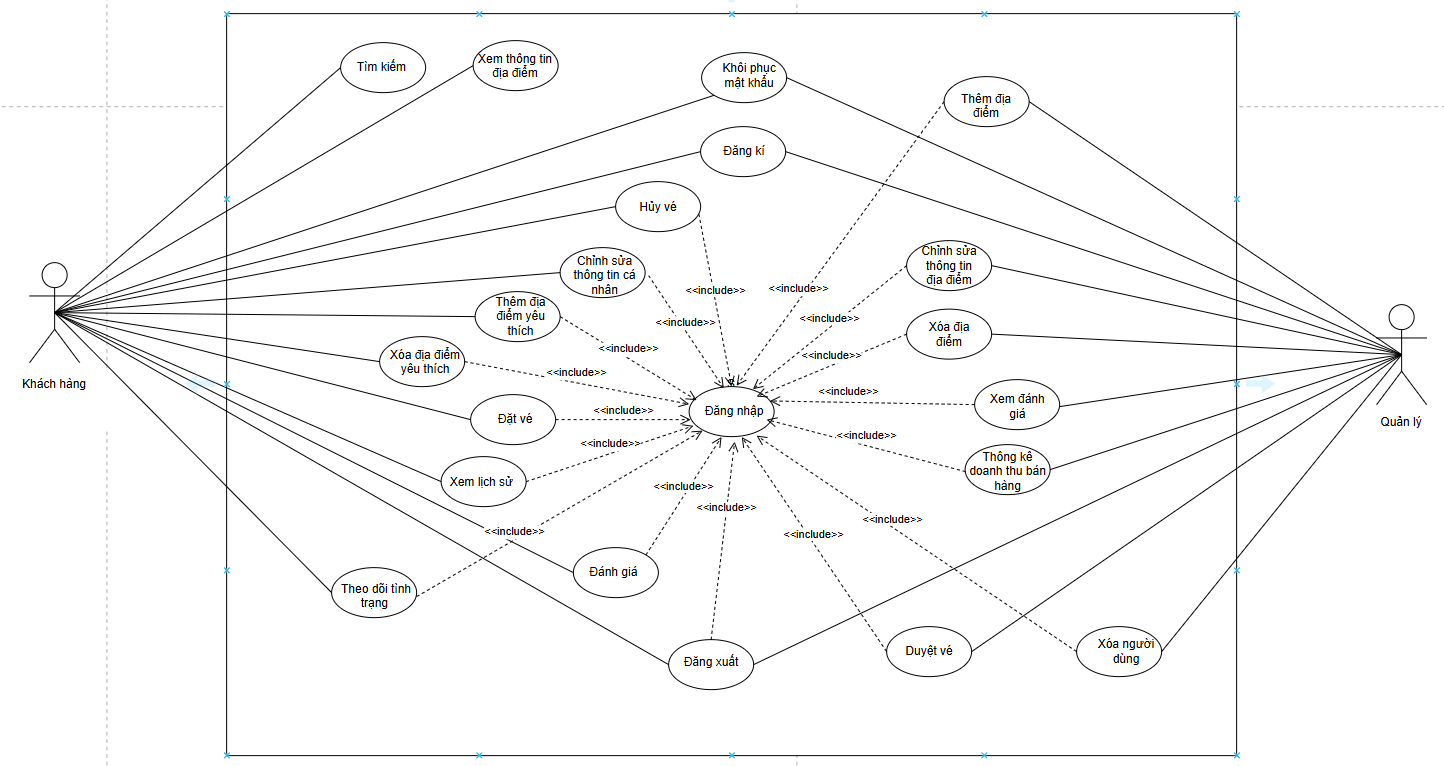 Tìm kiếm
Xem thông tin
địa điểm
Khôi phục
mật khẩu
Thêm địa
điểm
Đăng kí
Hủy vé
Chỉnh sửa
thông tin cá
nhân
Chỉnh sửa
thông tin
địa điểm
<<include>>
<<include>>
Thêm địa
điểm yêu
thích
<<include>>
<<include>>
Xóa địa
điểm
Xóa địa điểm
yêu thích
<<include>>
<<include>>
<<include>>
Khách hàng
<<include>>
Xem đánh
giá
Đặt vé
<<include>>
Đăng nhập
Quản lý
<<include>>
<<include>>
Thống kê
doanh thu bán
hàng
Xem lịch sử
<<include>>
<<include>>
<<include>>
<<include>>
<<include>>
Đánh giá
Theo dõi tình
trạng
Đăng xuất
Duyệt vé
Xóa người
dùng